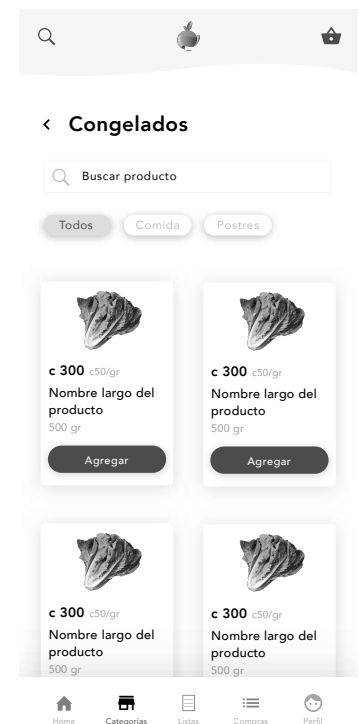 Congelados
Buscar producto
Todos Comida Postres
c 300 c50/gr
Nombre largo del
producto
500 gr
Agregar
c 300 c50/gr
Nombre largo del
producto
500 gr
Agregar
c 300 c50/gr
Nombre largo del
producto
500 gr
c 300 c50/gr
Nombre largo del
producto
500 gr
Home Categorías Listas Compras Perfil